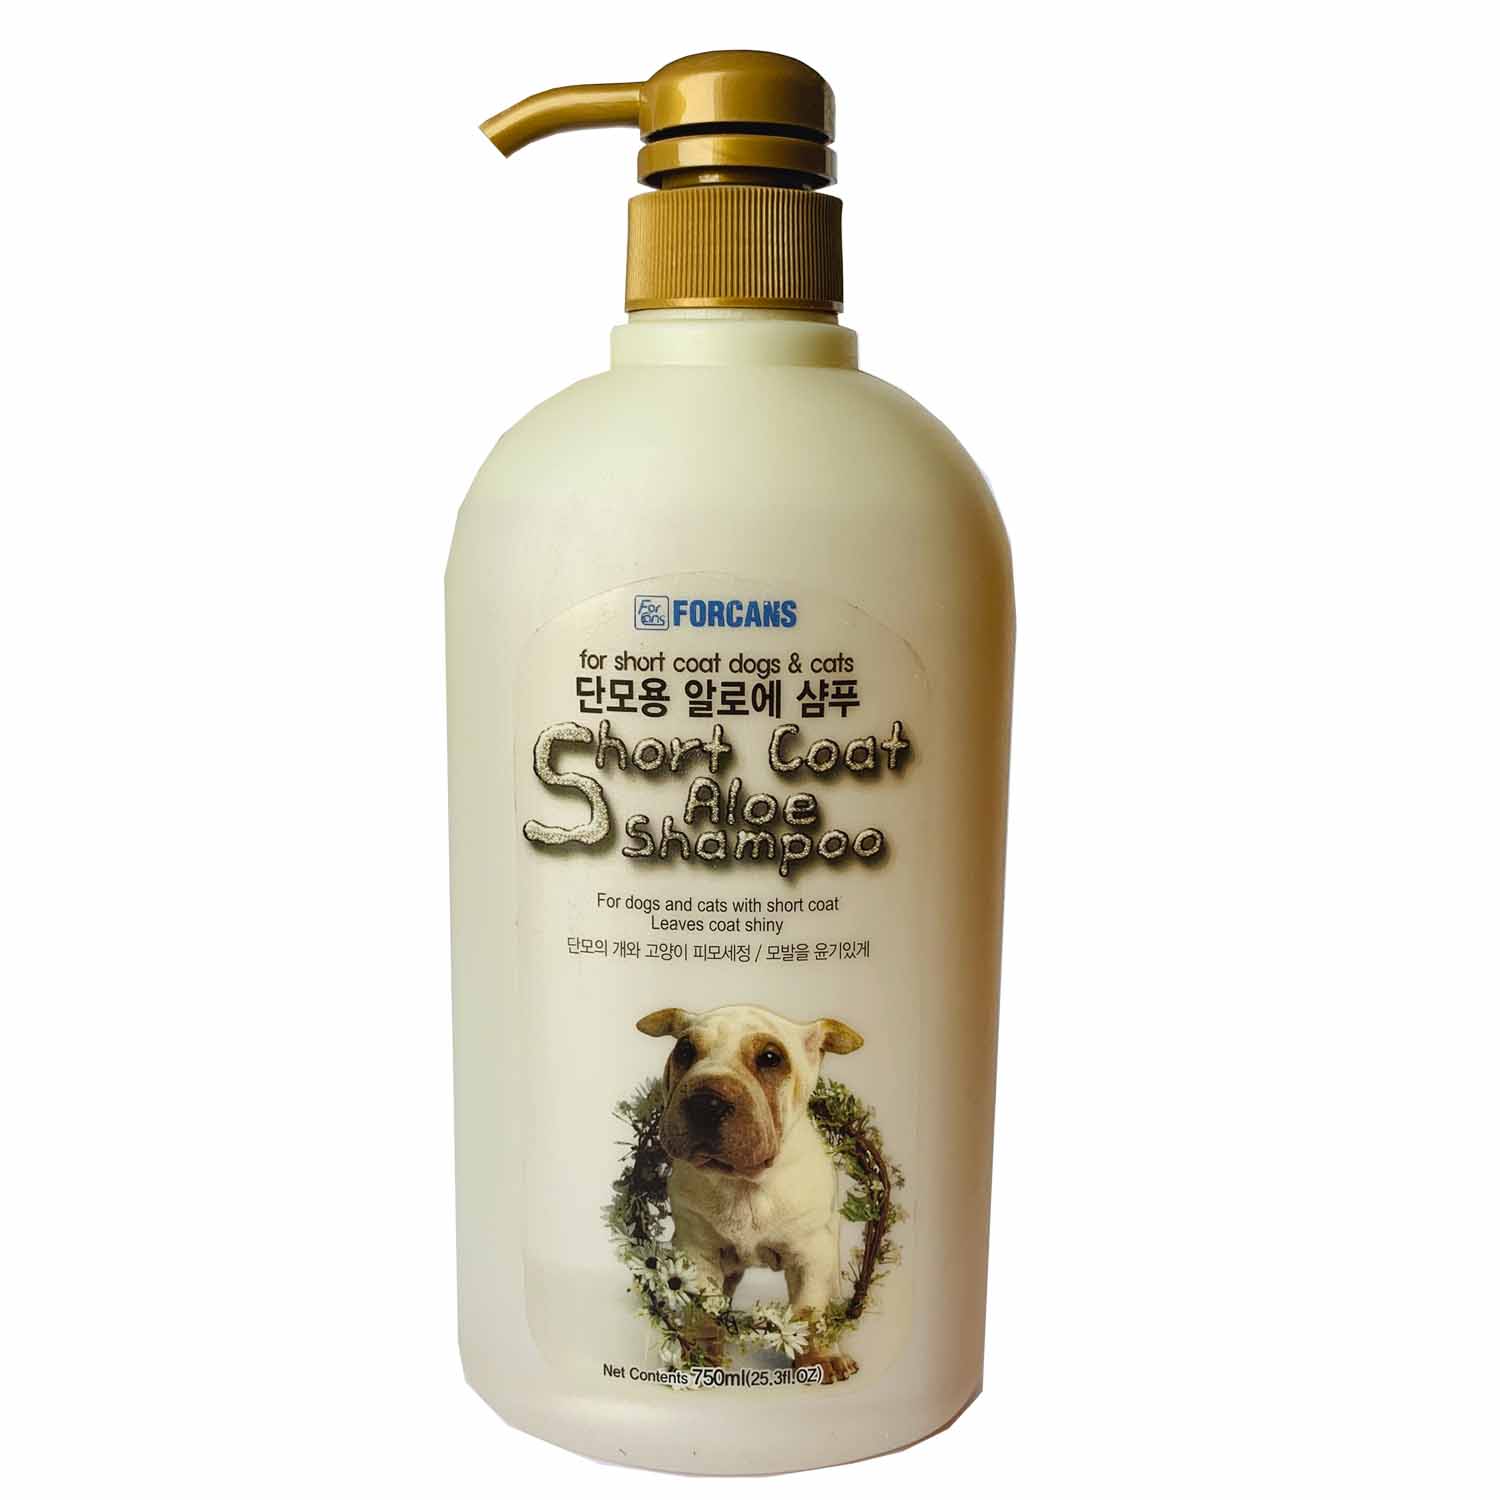 For Cans FORCANS
for short coat dogs & cats
단모용 알로에 샴푸
Short Coat
Aloe
Shampoo
For dogs and cats with short coat
Leaves coat shiny
단모의 개와 고양이 피모세정 / 모발을 윤기있게
Net Contents 750ml(25.3fl.OZ)